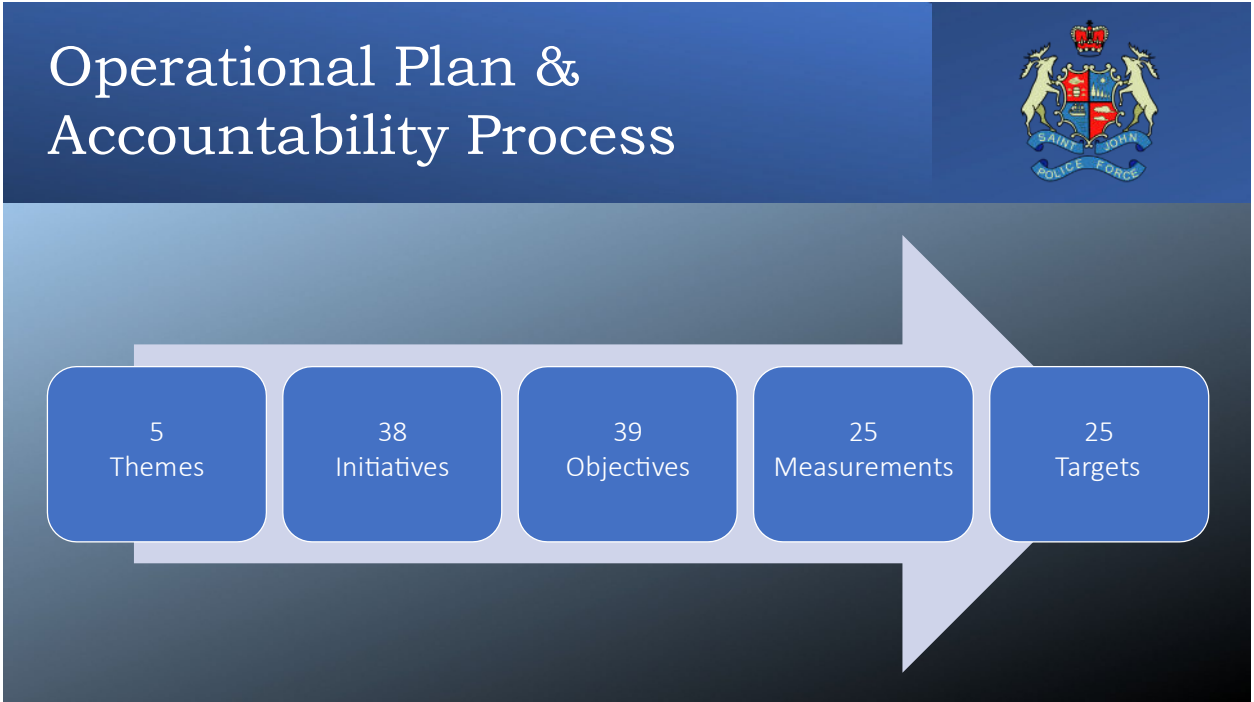 Operational Plan &
Accountability Process
SAINT JOHN
POLICE FORCE
5
Themes
38
Initiatives
39
Objectives
25
Measurements
25
Targets